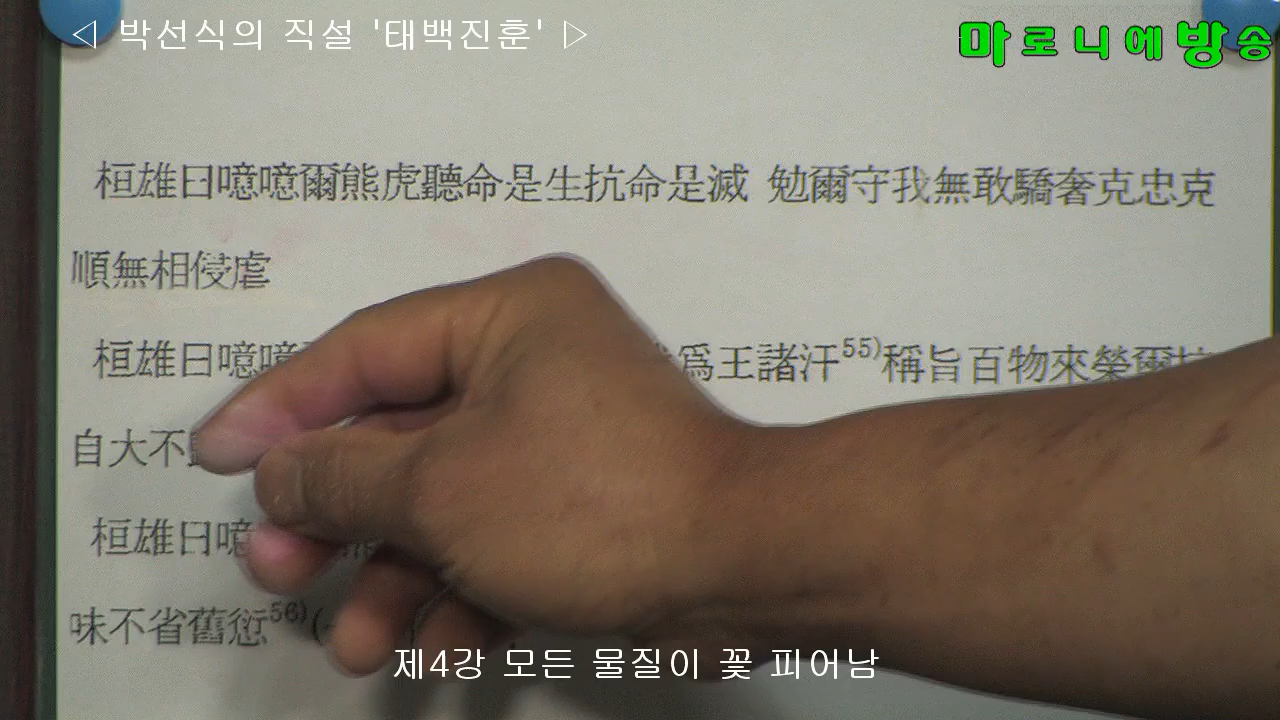 ◁ 박선식의 직설 '태백진훈' ▷
마로니에방송
桓雄曰噫噫爾熊虎聽命是生抗命是滅 勉爾守我無敢驕奢克忠克
順無相侵虐
桓雄曰噫噫 爲王諸汗55)稱旨百物來榮爾
自大不
桓雄曰噫
味不省舊愆56)(
제4강 모든 물질이 꽃 피어남